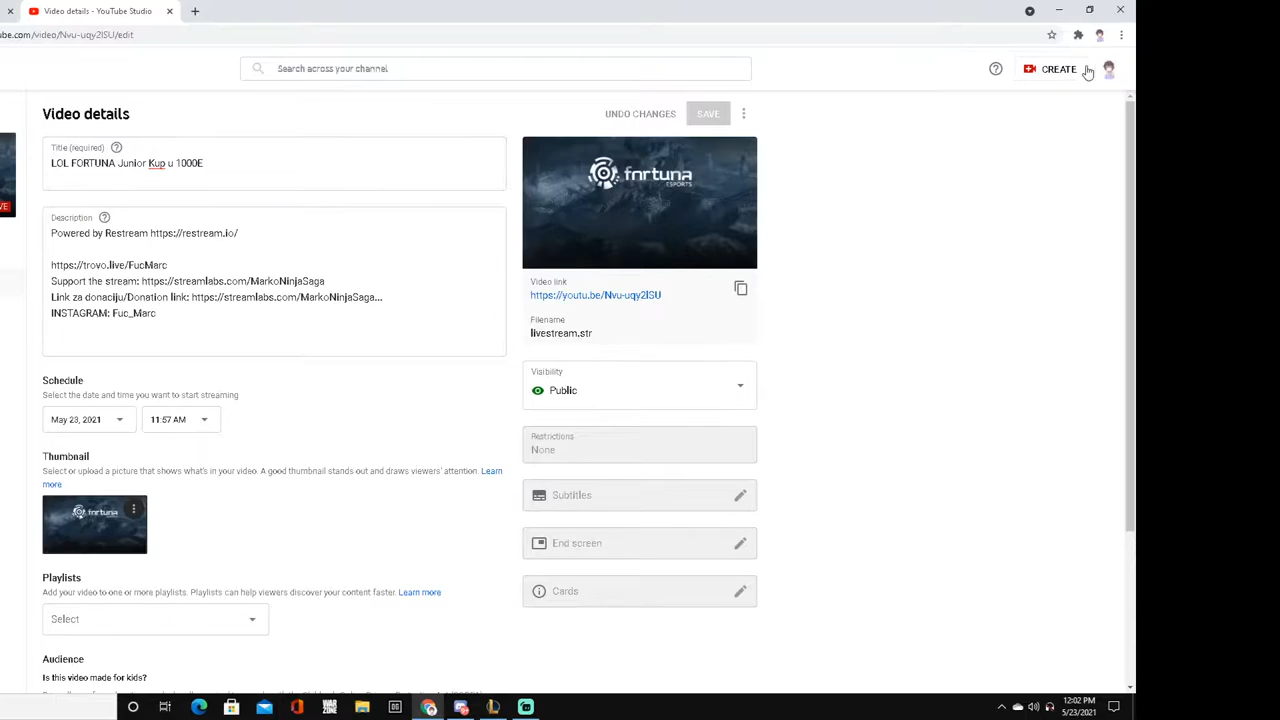 Video details - YouTube Studio
ube.com/video/Nvu-uqy2lSU/edit
Search across your channel
CREATE
Video details
UNDO CHANGES
SAVE
Title (required)
LOL FORTUNA Junior Kup u 1000E
Description
Powered by Restream https://restream.io/
https://trovo.live/FucMarc
Support the stream: https://streamlabs.com/MarkoNinjaSaga
Link za donaciju/Donation link: https://streamlabs.com/MarkoNinjaSaga...
INSTAGRAM: Fuc_Marc
fortuna
ESPORTS
Video link
https://youtu.be/Nvu-uqy2lSU
Filename
livestream.str
Visibility
Public
Restrictions
None
Subtitles
End screen
Cards
Schedule
Select the date and time you want to start streaming
May 23, 2021
11:57 AM
Thumbnail
Select or upload a picture that shows what's in your video. A good thumbnail stands out and draws viewers' attention. Learn
more
fortuna
Playlists
Add your video to one or more playlists. Playlists can help viewers discover your content faster. Learn more
Select
Audience
Is this video made for kids?
VE
WAR
ZONE
12:02 PM
5/23/2021